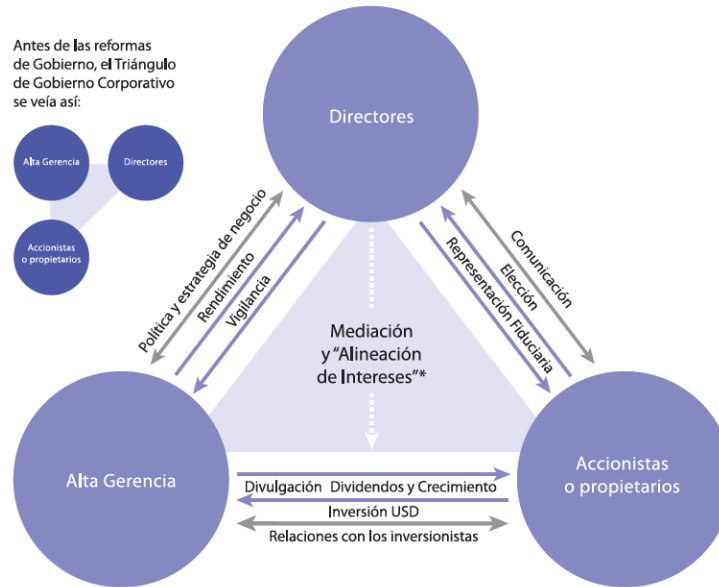 Antes de las reformas
de Gobierno, el Triángulo
de Gobierno Corporativo
se veía así:
Alta Gerencia
Directores
Accionistas
o propietarios
Directores
Política y estrategia de negocio
Rendimiento
Vigilancia
Comunicación
Elección
Representación Fiduciaria
Mediación
y "Alineación
de Intereses"*
Alta Gerencia
Accionistas
o propietarios
Divulgación Dividendos y Crecimiento
Inversión USD
Relaciones con los inversionistas